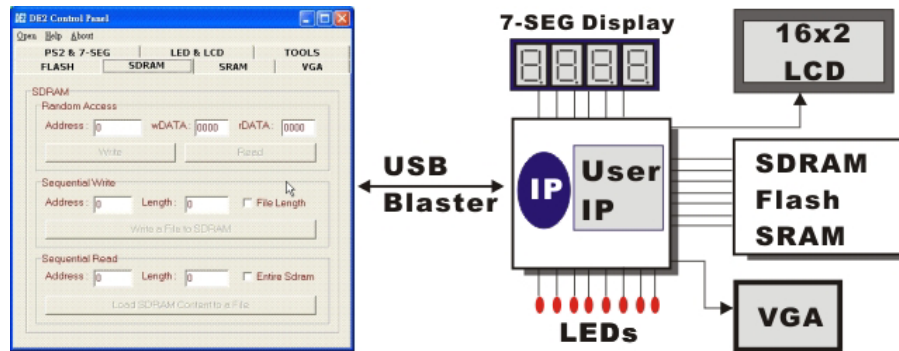 DE2 Control Panel
Open Help About
PS2 & 7-SEG LED & LCD TOOLS
FLASH SDRAM SRAM VGA
SDRAM
Random Access
Address : 0 wDATA : 0000 rDATA : 0000
Write Read
Sequential Write
Address : 0 Length : 0 File Length
Write a File to SDRAM
Sequential Read
Address : 0 Length : 0 Entire Sdram
Load SDRAM Content to a File
USB
Blaster
7-SEG Display
8888
IP
User
IP
LEDs
16x2
LCD
SDRAM
Flash
SRAM
VGA